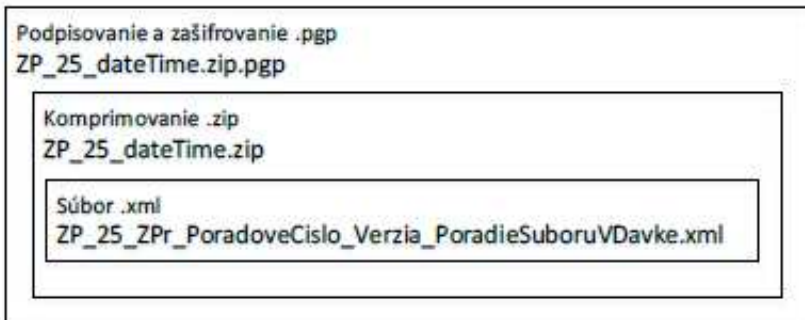 Podpisovanie a zašifrovanie .pgp
ZP_25_dateTime.zip.pgp
Komprimovanie .zip
ZP_25_dateTime.zip
Súbor .xml
ZP_25_ZPr_PoradoveCislo_Verzia_PoradieSuboruVDavke.xml